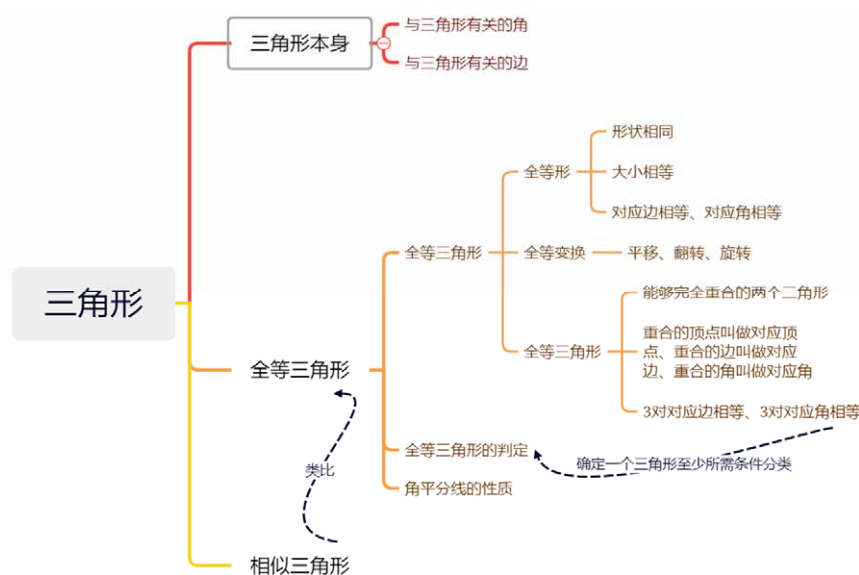 三角形本身
与三角形有关的角
与三角形有关的边
形状相同
全等形
大小相等
对应边相等、对应角相等
全等三角形
全等变换
平移、翻转、旋转
三角形
能够完全重合的两个三角形
重合的顶点叫做对应顶
点、重合的边叫做对应
边、重合的角叫做对应角
全等三角形
全等三角形
3对对应边相等、3对对应角相等
全等三角形的判定
确定一个三角形至少所需条件分类
类比
角平分线的性质
相似三角形